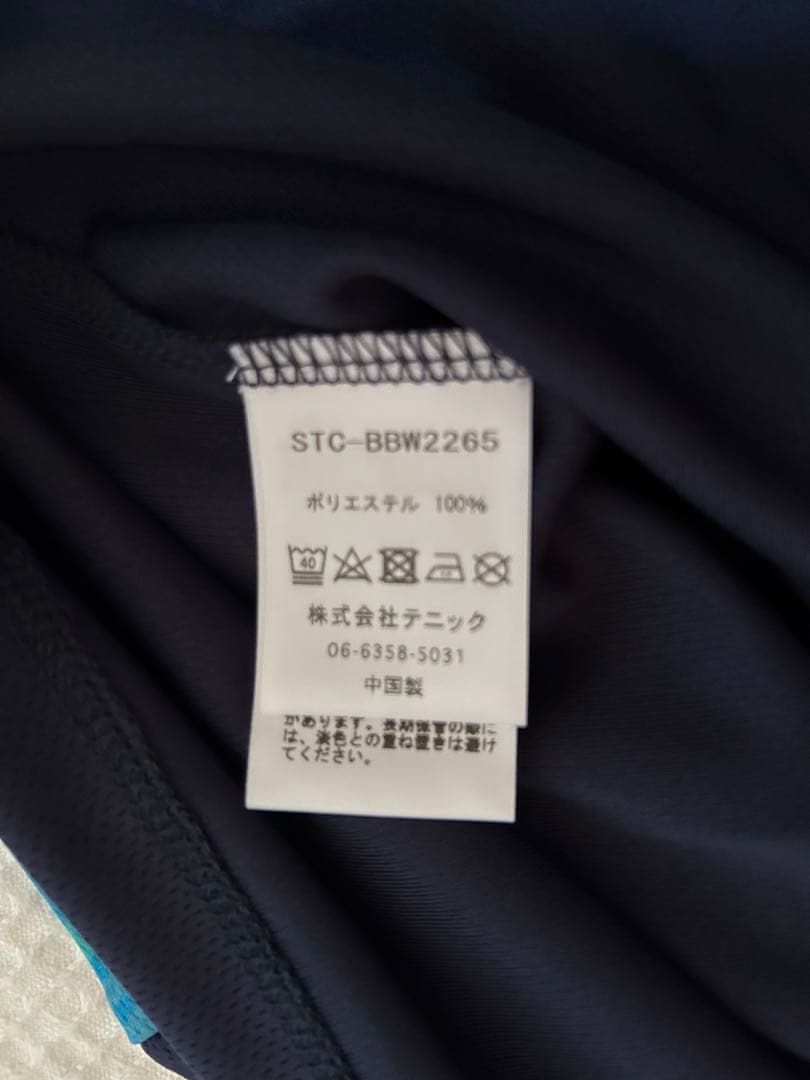 STC-BBW2265
ポリエステル 100%
40
株式会社テニック
06-6358-5031
中国製
があります。長期保管の際に
は、淡色との重ね置きは避け
てください。